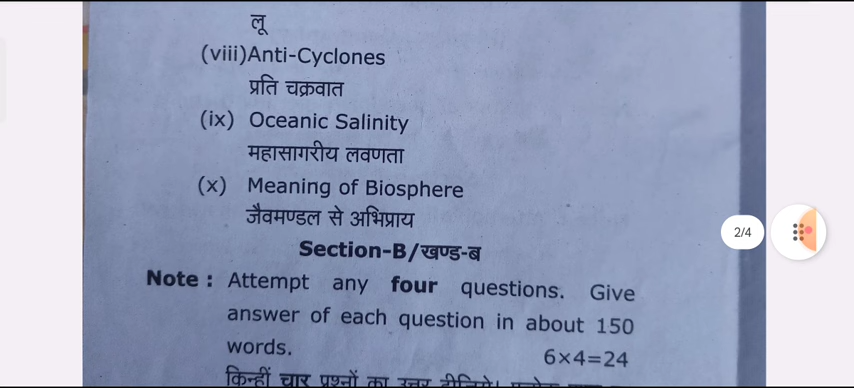 लू
(viii)Anti-Cyclones
प्रति चक्रवात
(ix) Oceanic Salinity
महासागरीय लवणता
(x) Meaning of Biosphere
जैवमण्डल से अभिप्राय
2/4
Section-B/खण्ड-ब
Note : Attempt any four questions. Give
answer of each question in about 150
words. 6×4=24
किन्हीं चार प्रश्नों का उत्तर दीजिये।